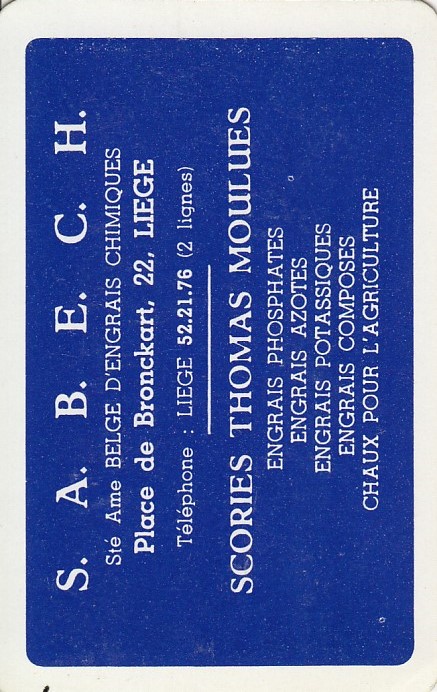 S. A. B. E. C. H.
Sté Ame BELGE D'ENGRAIS CHIMIQUES
Place de Bronckart, 22, LIEGE
Téléphone : LIEGE 52.21.76 (2 lignes)
SCORIES THOMAS MOULUES
ENGRAIS PHOSPHATES
ENGRAIS AZOTES
ENGRAIS POTASSIQUES
ENGRAIS COMPOSES
CHAUX POUR L'AGRICULTURE